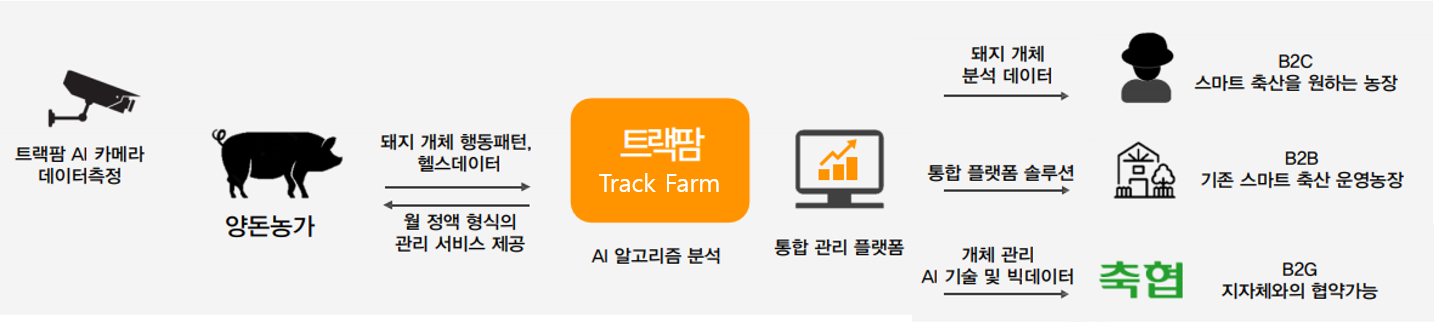 트랙팜 AI 카메라
데이터측정
양돈농가
돼지 개체 행동패턴,
헬스데이터
월 정액 형식의
관리 서비스 제공
트랙팜
Track Farm
AI 알고리즘 분석
통합 관리 플랫폼
돼지 개체
분석 데이터
B2C
스마트 축산을 원하는 농장
통합 플랫폼 솔루션
B2B
기존 스마트 축산 운영농장
개체 관리
AI 기술 및 빅데이터
축협
B2G
지자체와의 협약가능